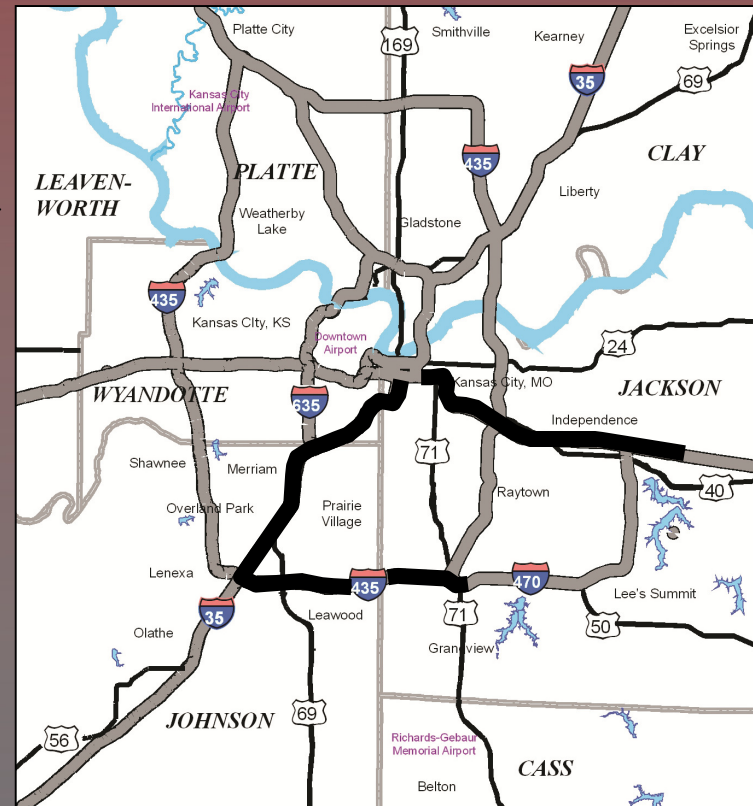 Platte City
Smithville
Kearney
Excelsior
Springs
169
35
69
Kansas City
International Airport
435
CLAY
PLATTE
LEAVEN-
WORTH
Liberty
Weatherby
Lake
Gladstone
435
Kansas CIty, KS
Downtown
Airport
24
Kansas City, MO
JACKSON
WYANDOTTE
635
Independence
71
Shawnee
Merriam
40
Raytown
Overland Park
Prairie
Village
Lenexa
435
470
Lee's Summit
35
Leawood
71
50
Olathe
Grandview
69
JOHNSON
56
Richards-Gebaur
Memorial Airport
CASS
Belton